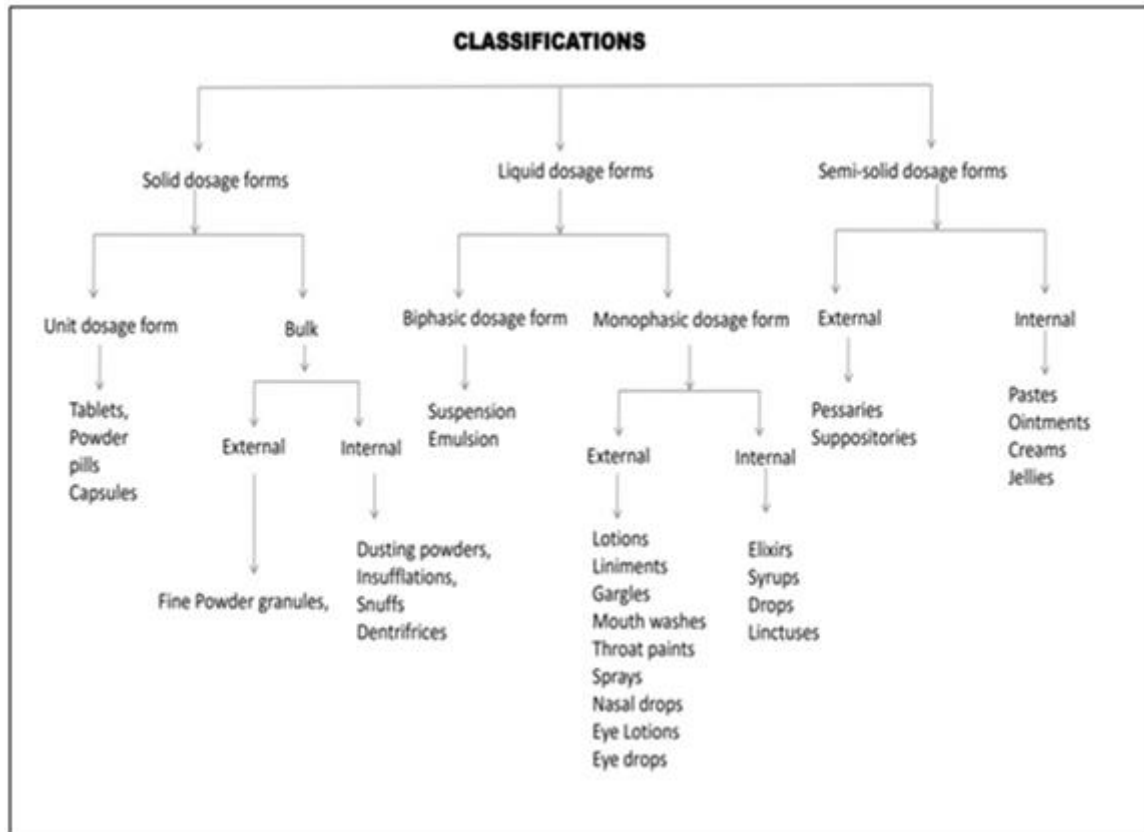 CLASSIFICATIONS
Solid dosage forms
Liquid dosage forms
Semi-solid dosage forms
Unit dosage form
Bulk
Biphasic dosage form
Monophasic dosage form
External
Internal
Tablets,
Powder
pills
Capsules
External
Internal
Suspension
Emulsion
External
Internal
Pessaries
Suppositories
Pastes
Ointments
Creams
Jellies
Fine Powder granules,
Dusting powders,
Insufflations,
Snuffs
Dentrifrices
Lotions
Liniments
Gargles
Mouth washes
Throat paints
Sprays
Nasal drops
Eye Lotions
Eye drops
Elixirs
Syrups
Drops
Linctuses